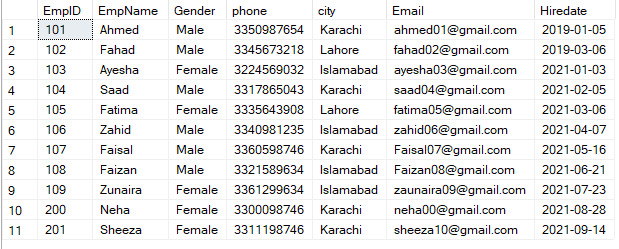 EmpID EmpName Gender phone city Email Hiredate
1 101 Ahmed Male 3350987654 Karachi ahmed01@gmail.com 2019-01-05
2 102 Fahad Male 3345673218 Lahore fahad02@gmail.com 2019-03-06
3 103 Ayesha Female 3224569032 Islamabad ayesha03@gmail.com 2021-01-03
4 104 Saad Male 3317865043 Karachi saad04@gmail.com 2021-02-05
5 105 Fatima Female 3335643908 Lahore fatima05@gmail.com 2021-03-06
6 106 Zahid Male 3340981235 Islamabad zahid06@gmail.com 2021-04-07
7 107 Faisal Male 3360598746 Karachi Faisal07@gmail.com 2021-05-16
8 108 Faizan Male 3321589634 Islamabad Faizan08@gmail.com 2021-06-21
9 109 Zunaira Female 3361299634 Islamabad zaunaira09@gmail.com 2021-07-23
10 200 Neha Female 3300098746 Karachi neha00@gmail.com 2021-08-28
11 201 Sheeza Female 3311198746 Karachi sheeza10@gmail.com 2021-09-14